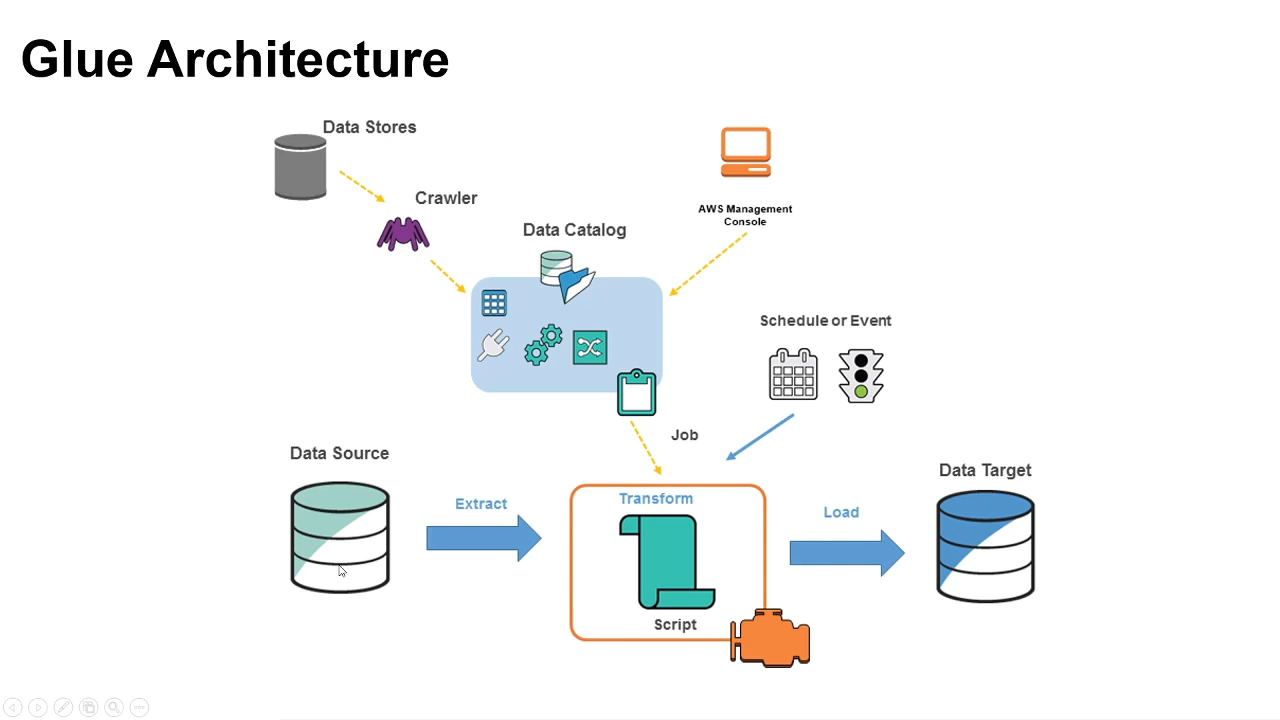 Glue Architecture
Data Stores
Crawler
Data Catalog
AWS Management
Console
Schedule or Event
Job
Data Source
Extract
Transform
Script
Load
Data Target